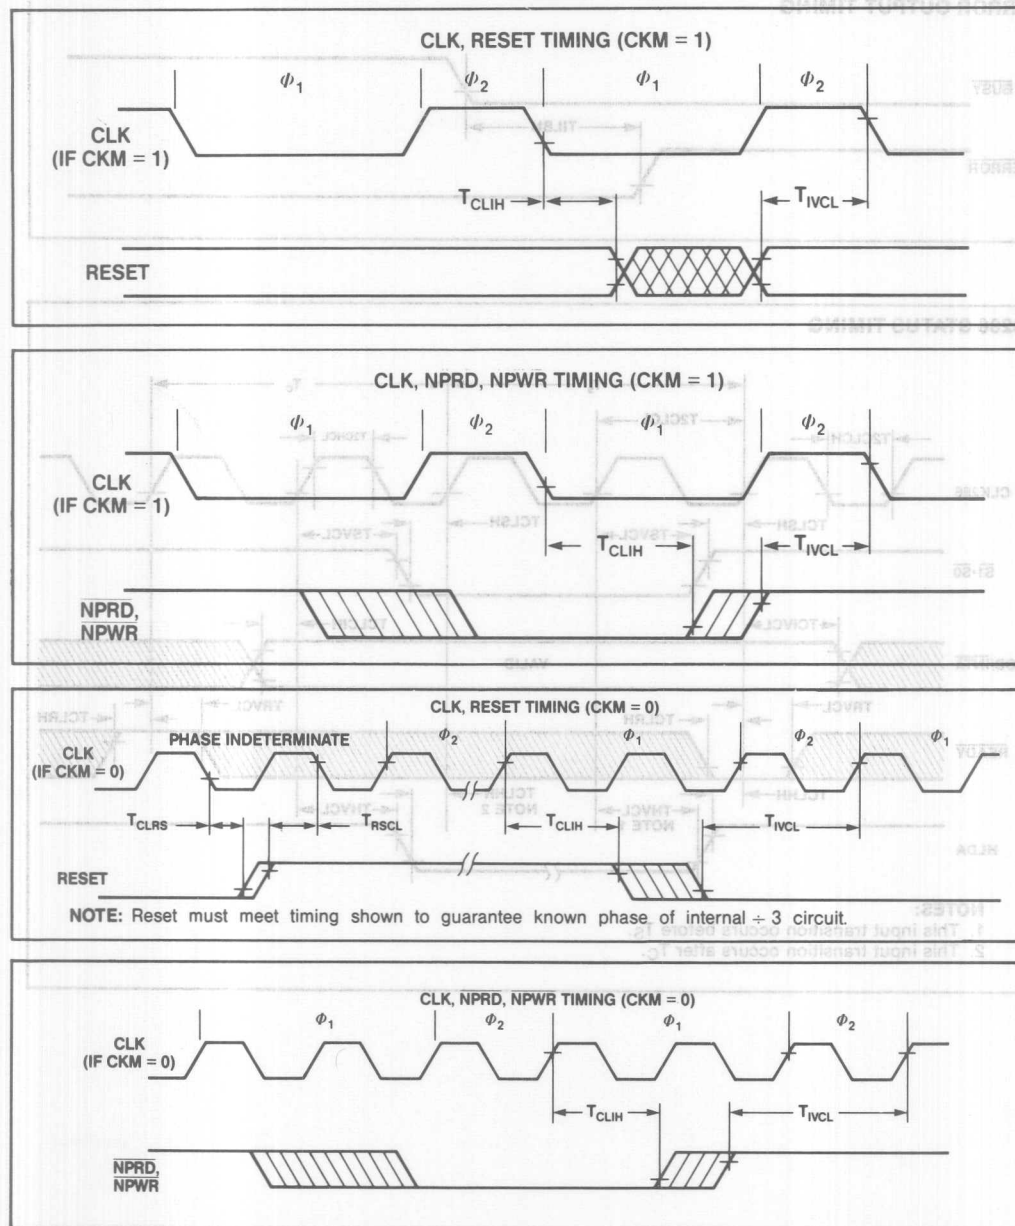 CLK, RESET TIMING (CKM = 1)
Φ1 Φ2 Φ1 Φ2
CLK
(IF CKM = 1)
TCLIH TIVCL
RESET
CLK, NPRD, NPWR TIMING (CKM = 1)
Φ1 Φ2 Φ1 Φ2
CLK
(IF CKM = 1)
TCLIH TIVCL
NPRD,
NPWR
CLK, RESET TIMING (CKM = 0)
PHASE INDETERMINATE Φ2 Φ1 Φ2 Φ1
CLK
(IF CKM = 0)
TCLRS TRSCL TCLIH TIVCL
RESET
NOTE: Reset must meet timing shown to guarantee known phase of internal ÷ 3 circuit.
CLK, NPRD, NPWR TIMING (CKM = 0)
Φ1 Φ2 Φ1 Φ2
CLK
(IF CKM = 0)
TCLIH TIVCL
NPRD,
NPWR